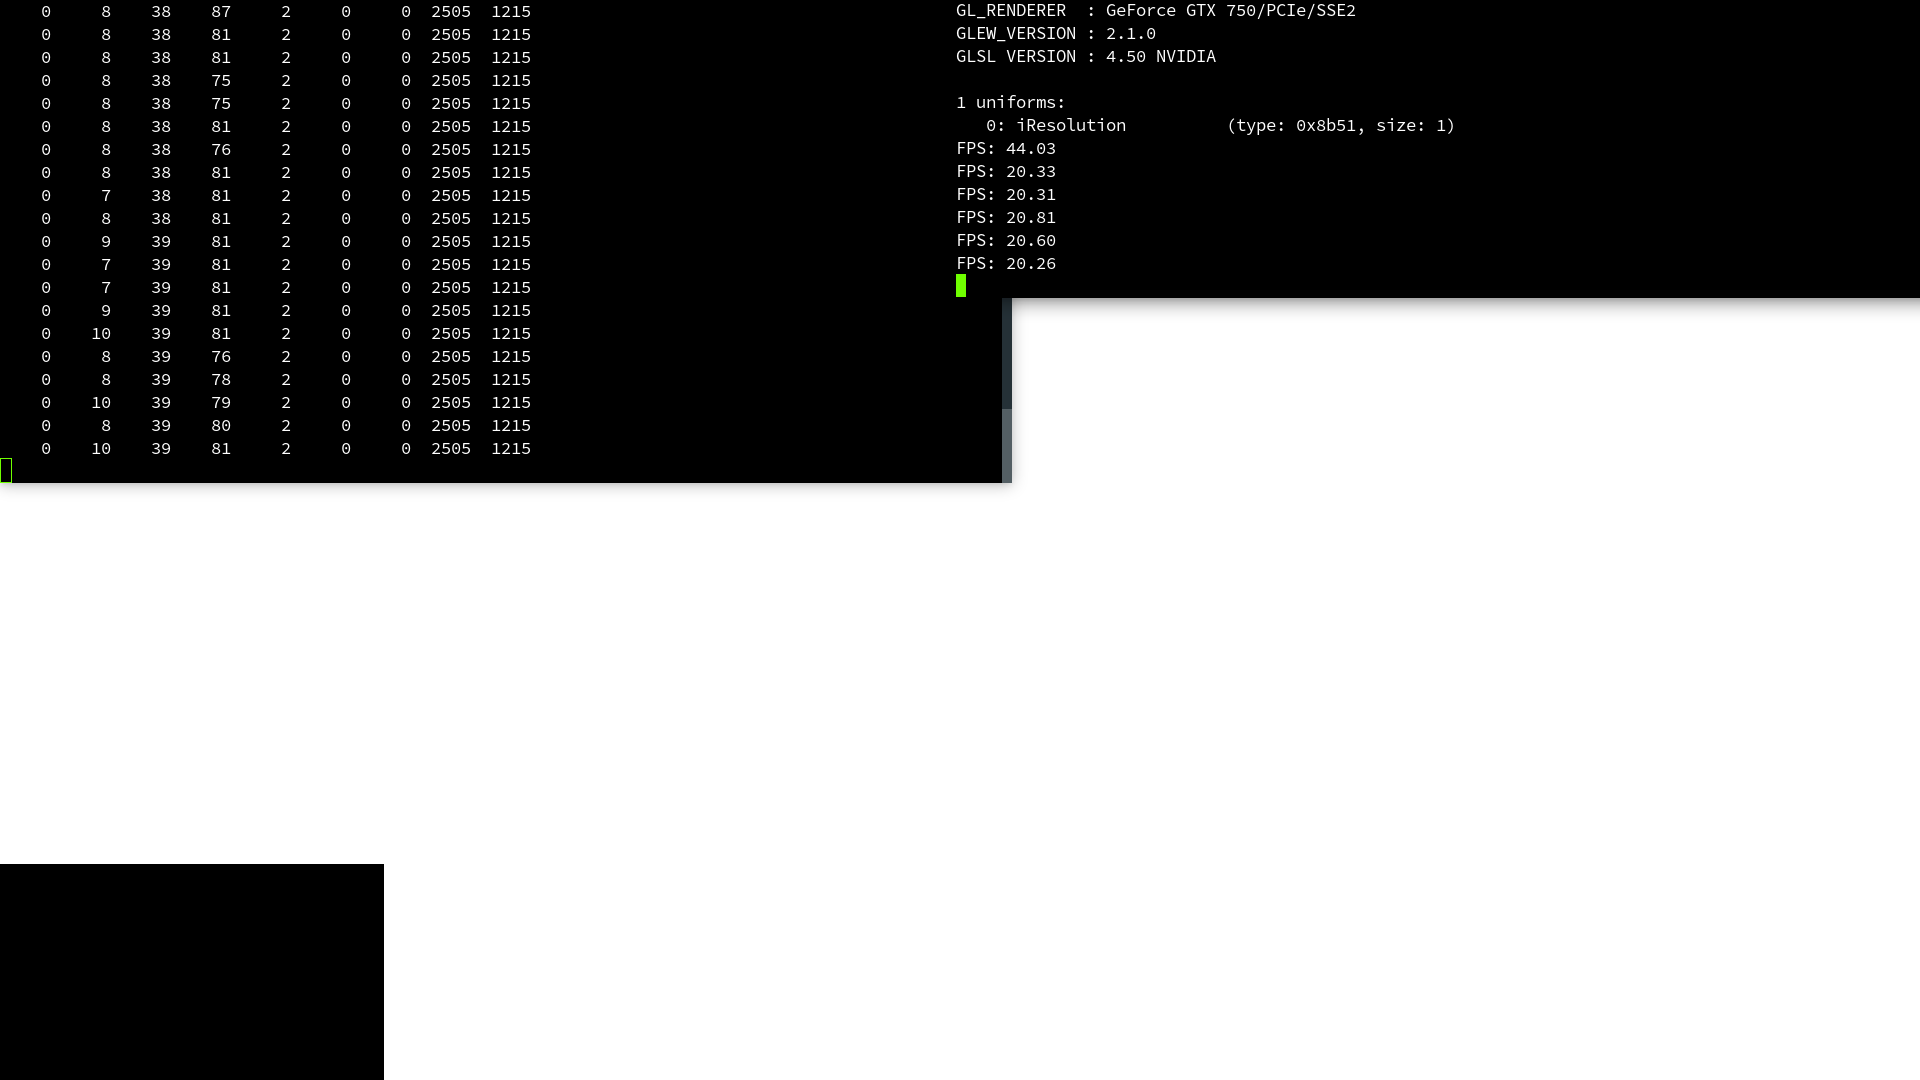 0 8 38 87 2 0 0 2505 1215
0 8 38 81 2 0 0 2505 1215
0 8 38 81 2 0 0 2505 1215
0 8 38 75 2 0 0 2505 1215
0 8 38 75 2 0 0 2505 1215
0 8 38 81 2 0 0 2505 1215
0 8 38 76 2 0 0 2505 1215
0 8 38 81 2 0 0 2505 1215
0 7 38 81 2 0 0 2505 1215
0 8 38 81 2 0 0 2505 1215
0 9 39 81 2 0 0 2505 1215
0 7 39 81 2 0 0 2505 1215
0 7 39 81 2 0 0 2505 1215
0 9 39 81 2 0 0 2505 1215
0 10 39 81 2 0 0 2505 1215
0 8 39 76 2 0 0 2505 1215
0 8 39 78 2 0 0 2505 1215
0 10 39 79 2 0 0 2505 1215
0 8 39 80 2 0 0 2505 1215
0 10 39 81 2 0 0 2505 1215
GL_RENDERER : GeForce GTX 750/PCIe/SSE2
GLEW_VERSION : 2.1.0
GLSL VERSION : 4.50 NVIDIA
1 uniforms:
0: iResolution (type: 0x8b51, size: 1)
FPS: 44.03
FPS: 20.33
FPS: 20.31
FPS: 20.81
FPS: 20.60
FPS: 20.26